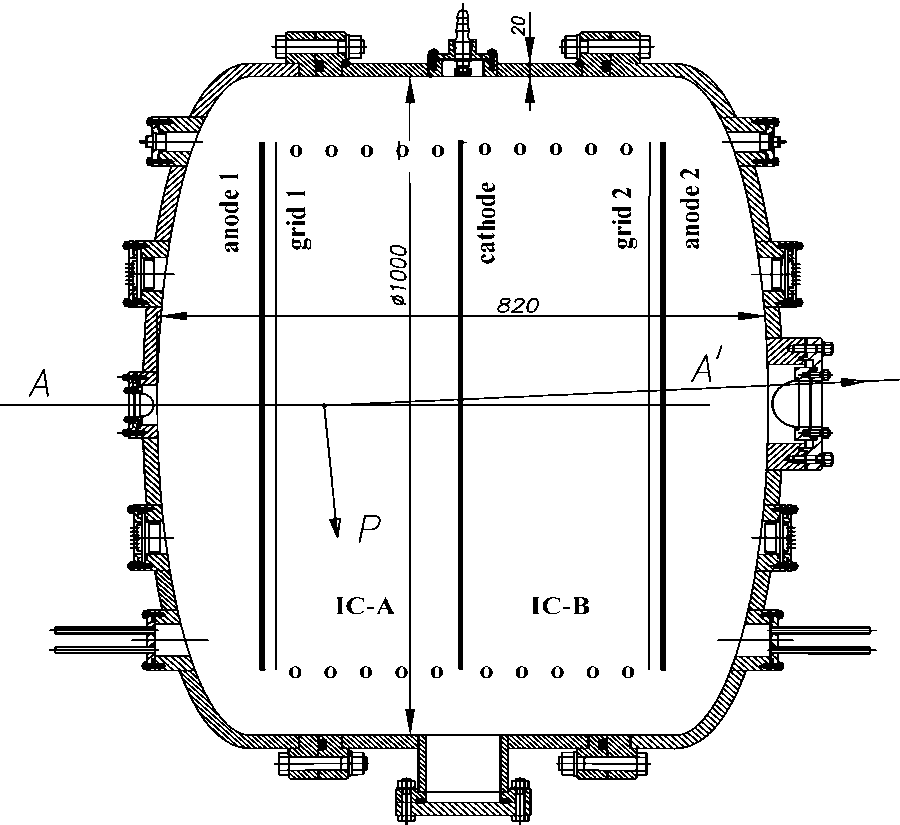 20
anode 1
grid 1
cathode
grid 2
anode 2
ø1000
820
A
A'
P
IC-A
IC-B